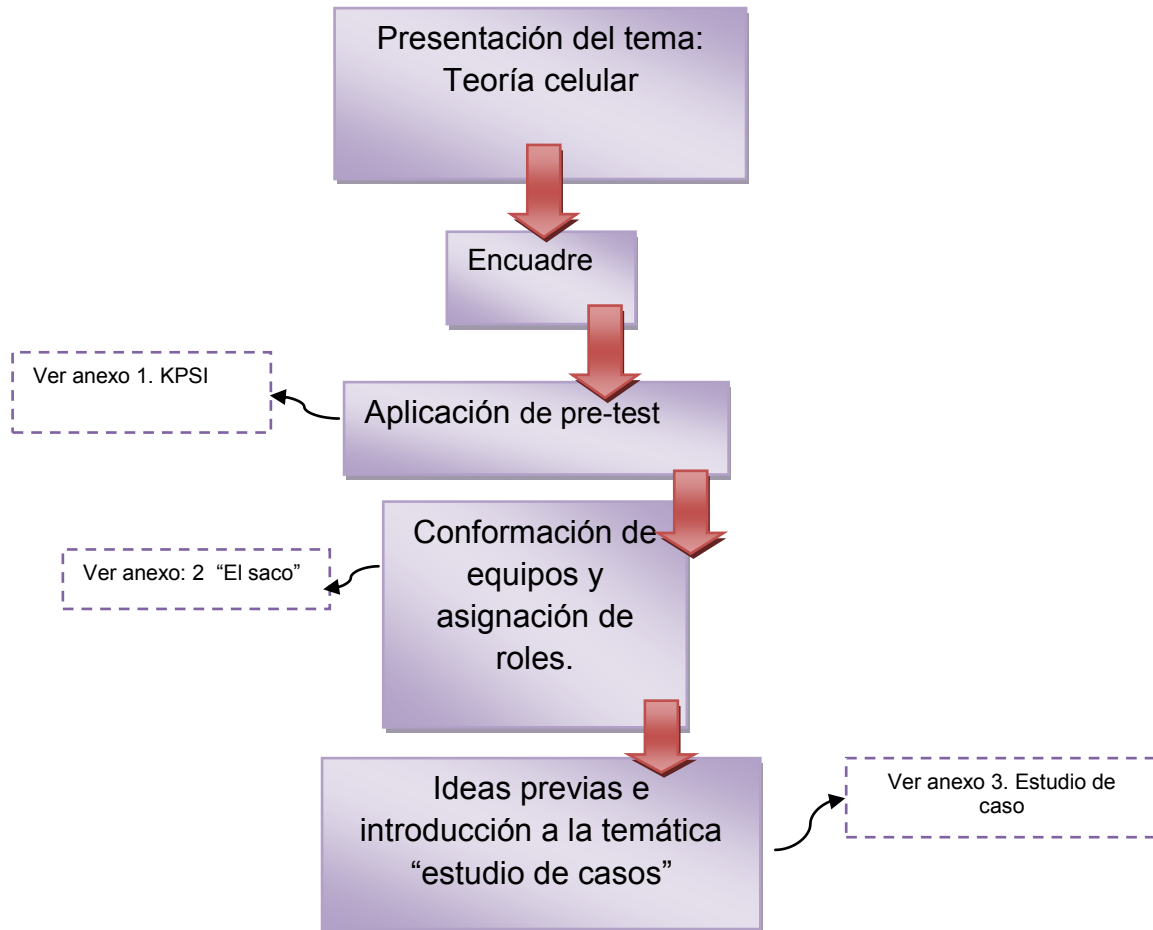 Presentación del tema:
Teoría celular
Encuadre
Ver anexo 1. KPSI
Aplicación de pre-test
Conformación de
equipos y
asignación de
roles.
Ver anexo: 2 “El saco”
Ideas previas e
introducción a la temática
“estudio de casos”
Ver anexo 3. Estudio de
caso